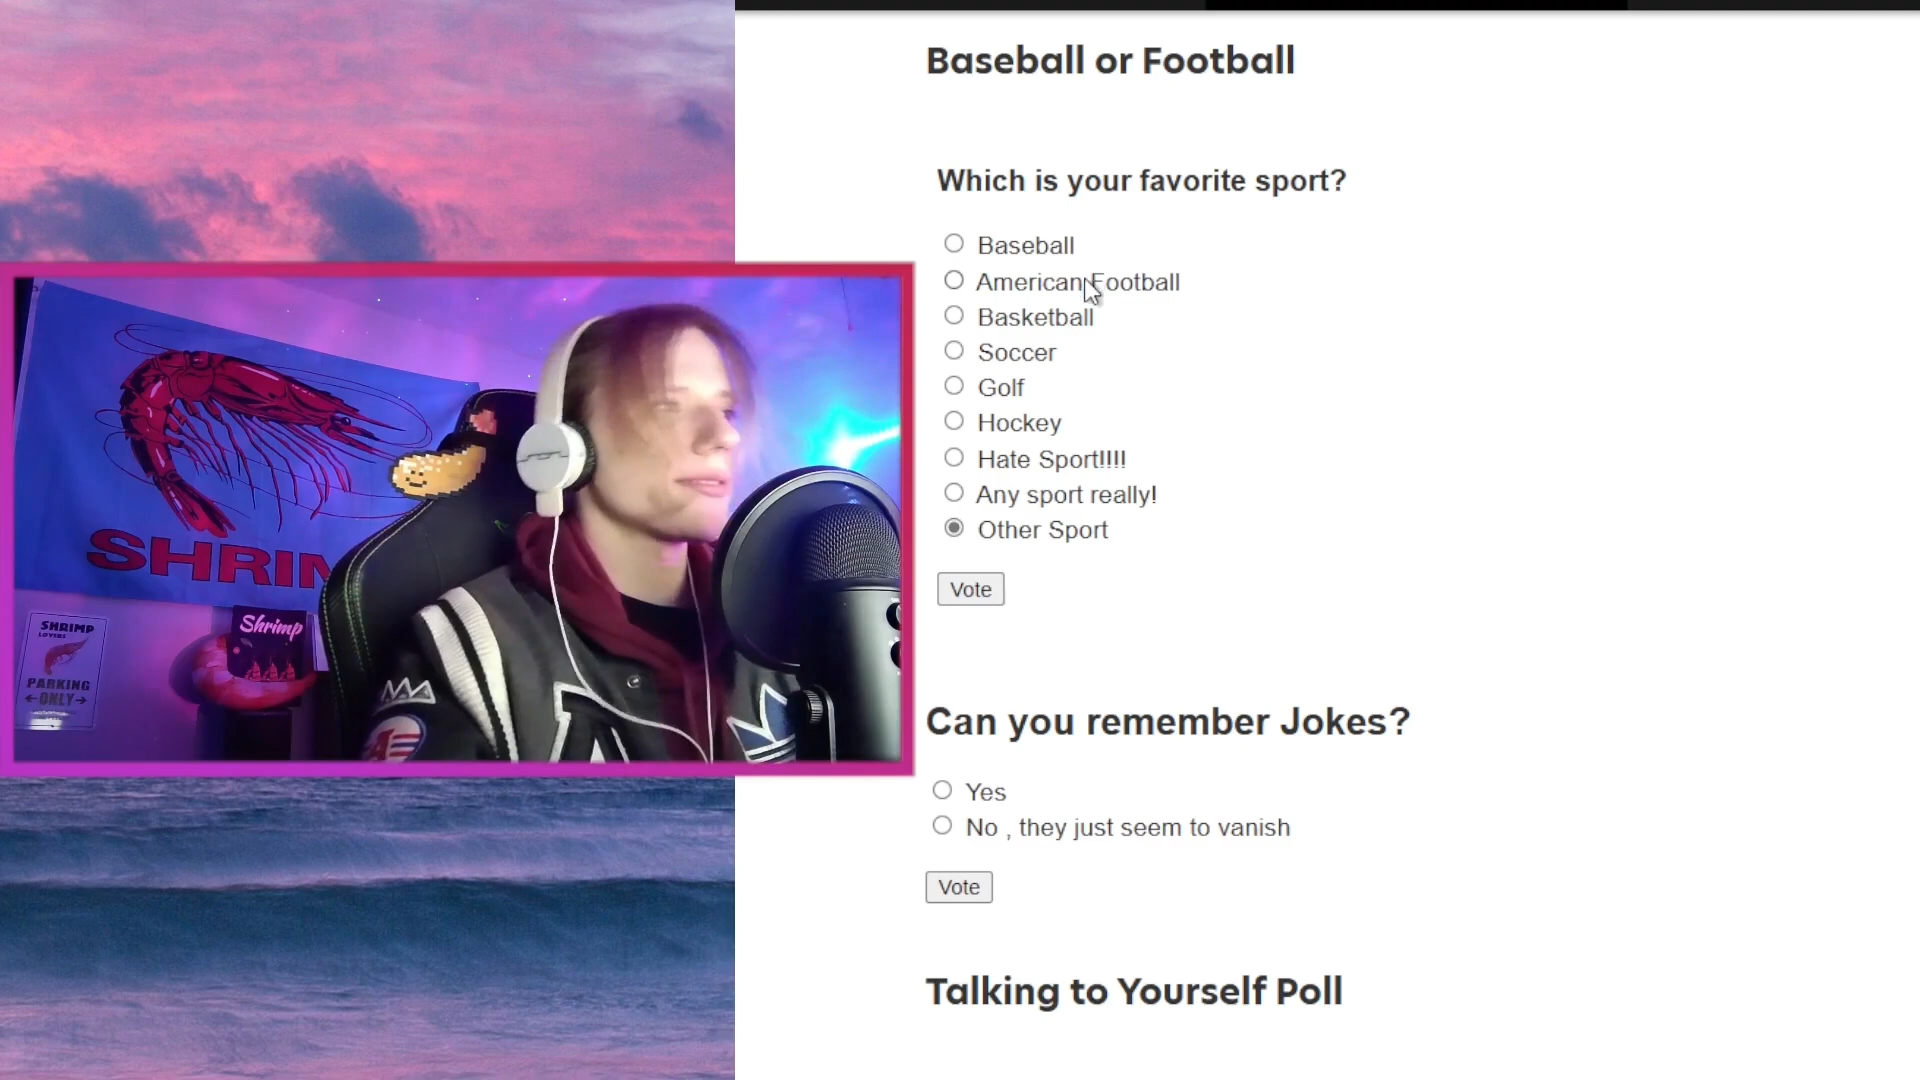 Baseball or Football
Which is your favorite sport?
Baseball
American Football
Basketball
Soccer
Golf
Hockey
Hate Sport!!!!
Any sport really!
Other Sport
Vote
Can you remember Jokes?
Yes
No , they just seem to vanish
Vote
Talking to Yourself Poll
SHRIM
SHRIMP
LOVERS
PARKING
ONLY
Shrimp